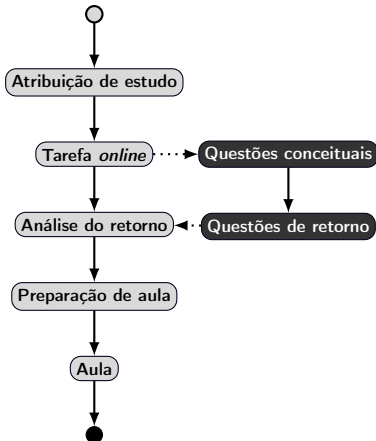 Atribuição de estudo
Tarefa online
Questões conceituais
Análise do retorno
Questões de retorno
Preparação de aula
Aula